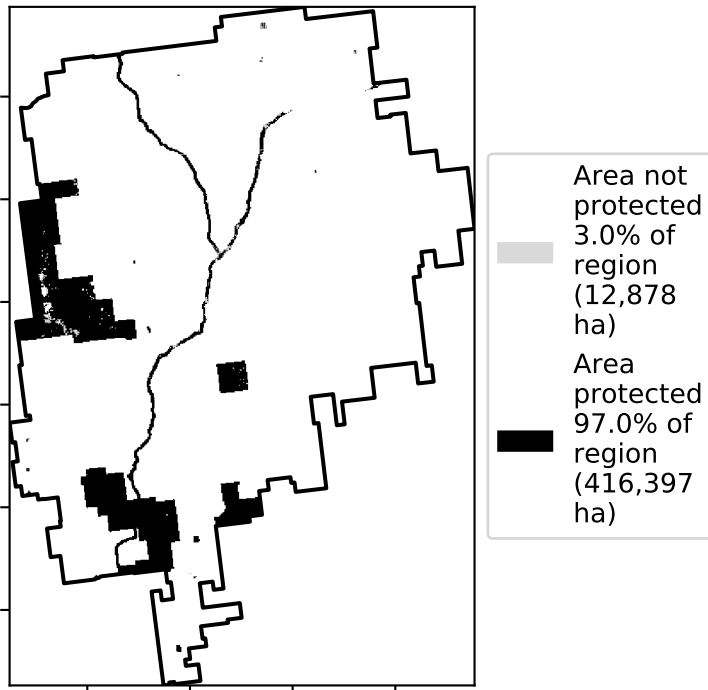 Area not
protected
3.0% of
region
(12,878
ha)
Area
protected
97.0% of
region
(416,397
ha)